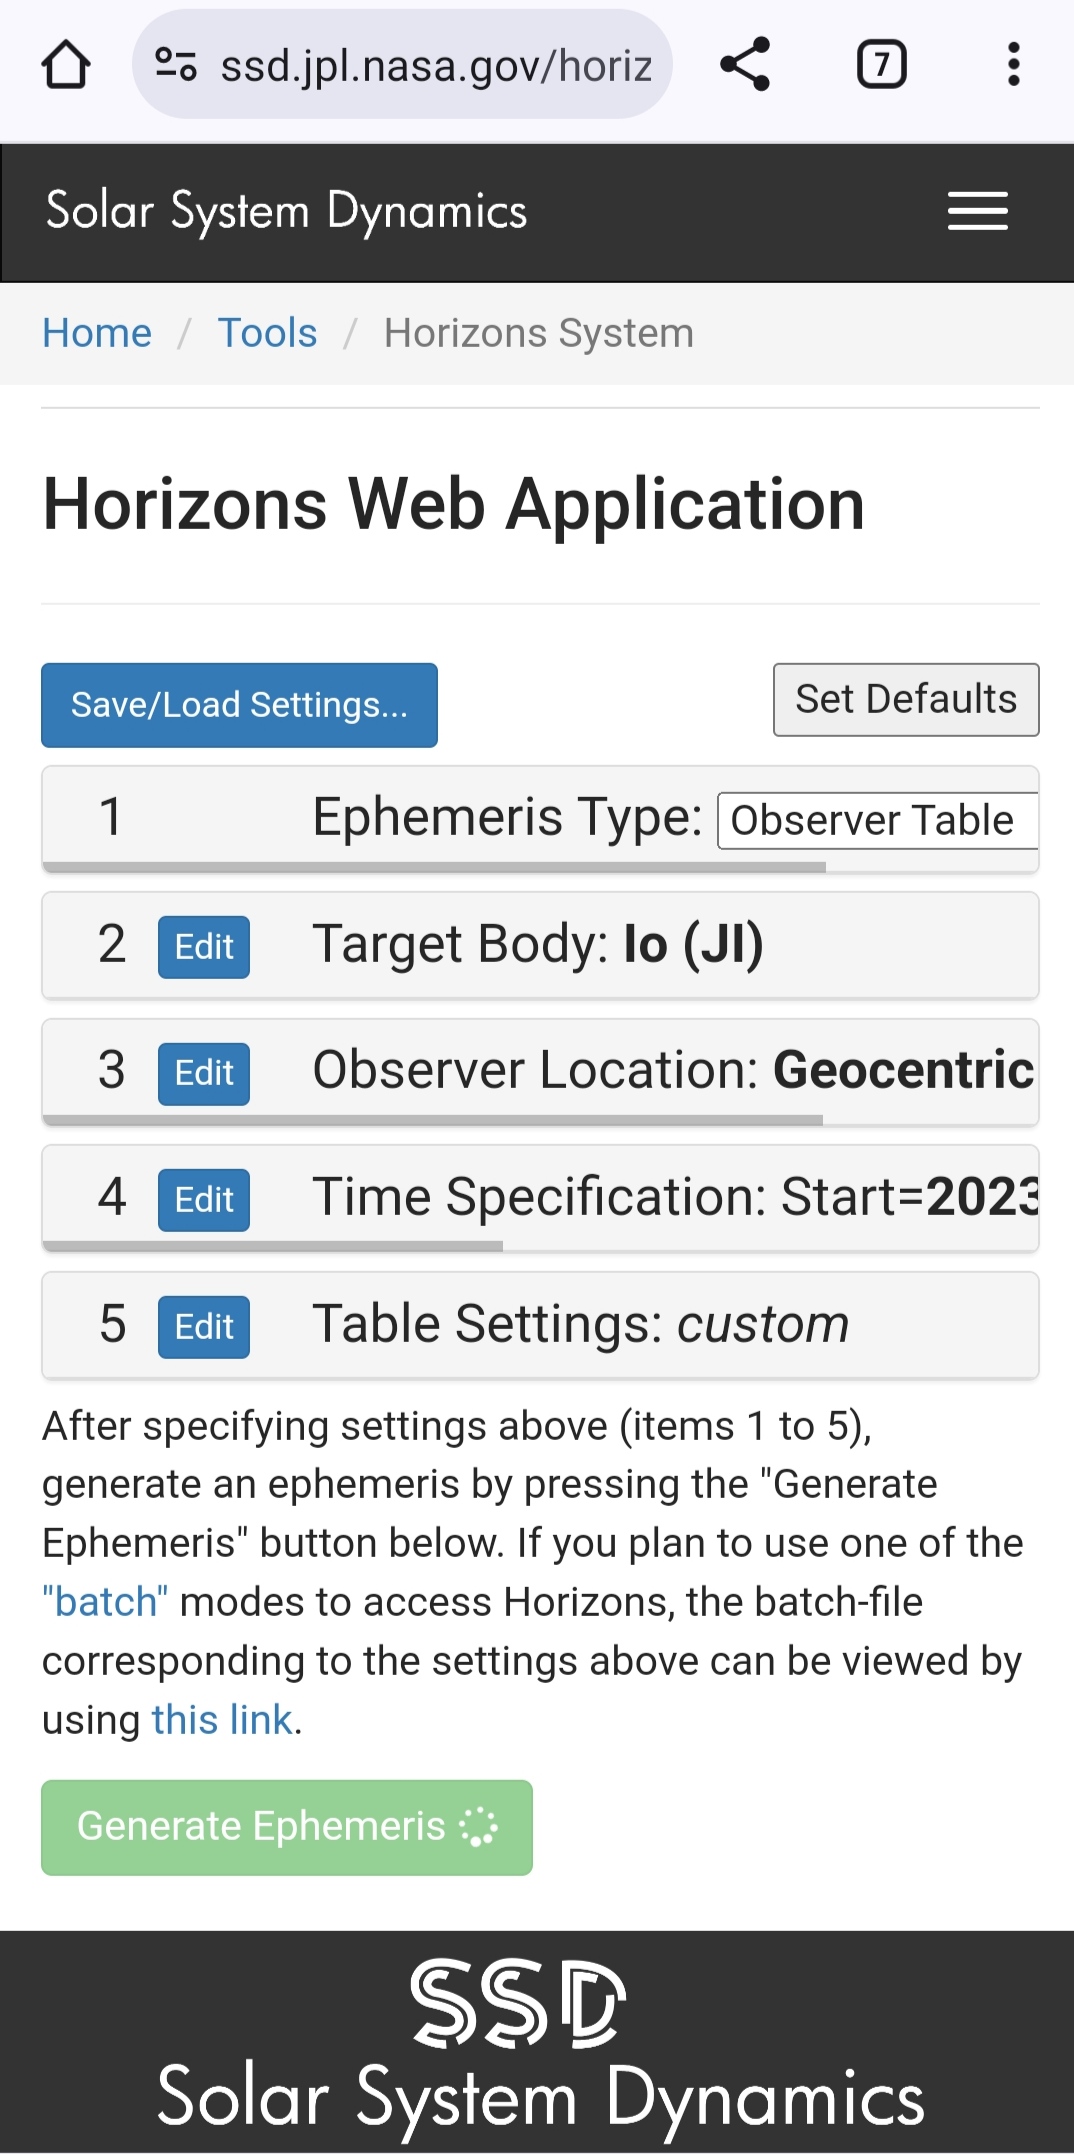 ssd.jpl.nasa.gov/horiz
7
Solar System Dynamics
Home / Tools / Horizons System
Horizons Web Application
Save/Load Settings...
Set Defaults
1 Ephemeris Type: Observer Table
2 Edit Target Body: Io (JI)
3 Edit Observer Location: Geocentric
4 Edit Time Specification: Start=2023
5 Edit Table Settings: custom
After specifying settings above (items 1 to 5),
generate an ephemeris by pressing the "Generate
Ephemeris" button below. If you plan to use one of the
"batch" modes to access Horizons, the batch-file
corresponding to the settings above can be viewed by
using this link.
Generate Ephemeris
SSD
Solar System Dynamics